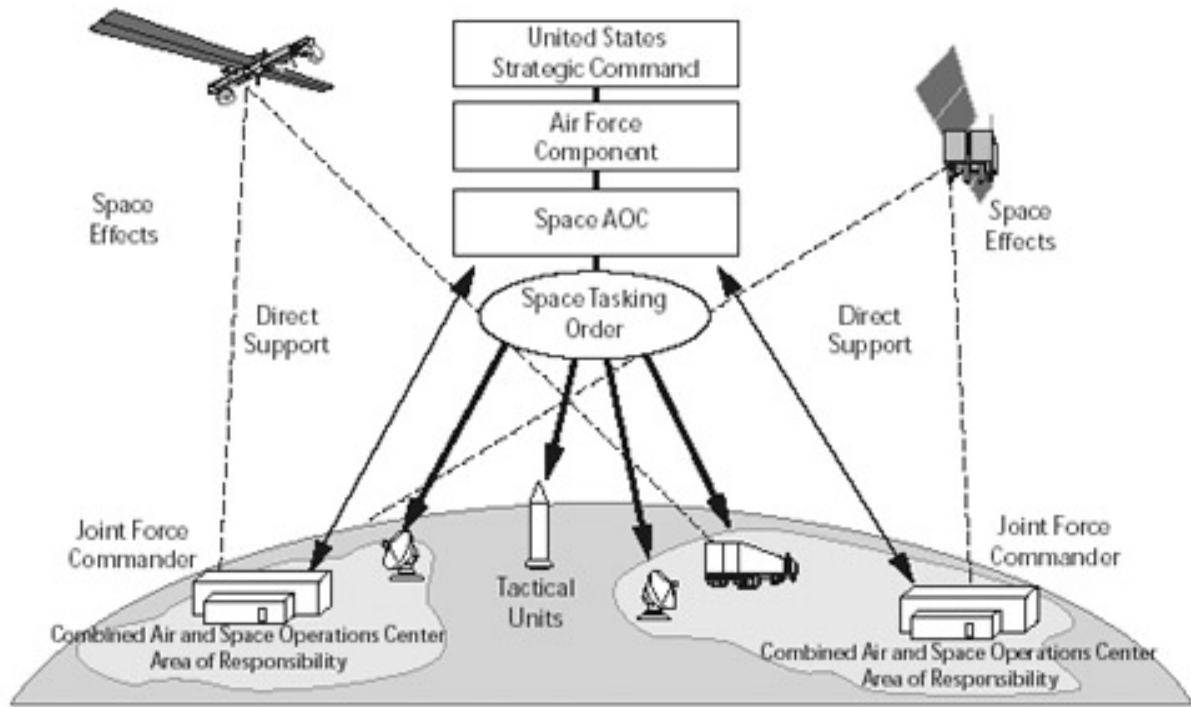 United States
Strategic Command
Air Force
Component
Space AOC
Space Tasking
Order
Space
Effects
Space
Effects
Direct
Support
Direct
Support
Joint Force
Commander
Joint Force
Commander
Tactical
Units
Combined Air and Space Operations Center
Area of Responsibility
Combined Air and Space Operations Center
Area of Responsibility